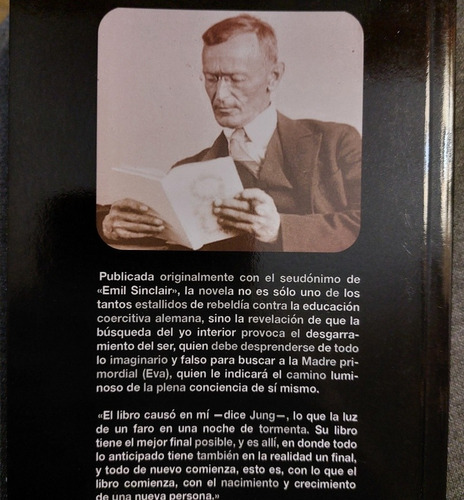 Publicada originalmente con el seudónimo de
«Emil Sinclair», la novela no es sólo uno de los
tantos estallidos de rebeldía contra la educación
coercitiva alemana, sino la revelación de que la
búsqueda del yo interior provoca el desgarra-
miento del ser, quien debe desprenderse de todo
lo imaginario y falso para buscar a la Madre pri-
mordial (Eva), quien le indicará el camino lumi-
noso de la plena conciencia de sí mismo.
«El libro causó en mí —dice Jung—, lo que la luz
de un faro en una noche de tormenta. Su libro
tiene el mejor final posible, y es allí, en donde todo
lo anticipado tiene también en la realidad un final,
y todo de nuevo comienza, esto es, con lo que el
libro comienza, con el nacimiento y crecimiento
de una nueva persona.»